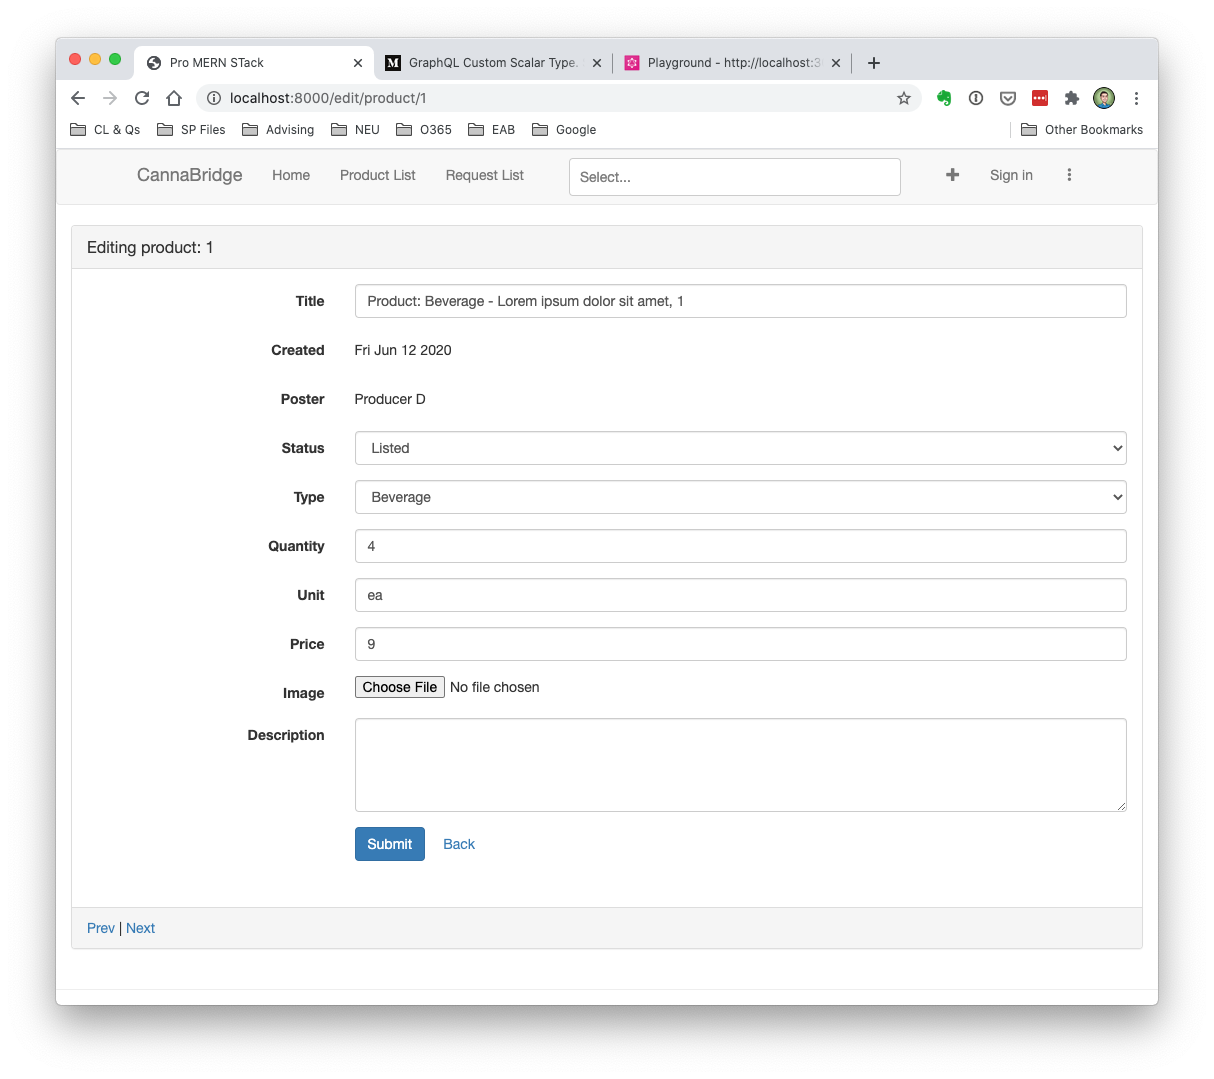 Pro MERN STack
GraphQL Custom Scalar Type.
Playground - http://localhost:3
localhost:8000/edit/product/1
CL & Qs SP Files Advising NEU O365 EAB Google Other Bookmarks
CannaBridge Home Product List Request List Select... Sign in
Editing product: 1
Title Product: Beverage - Lorem ipsum dolor sit amet, 1
Created Fri Jun 12 2020
Poster Producer D
Status Listed
Type Beverage
Quantity 4
Unit ea
Price 9
Image Choose File No file chosen
Description
Submit Back
Prev | Next